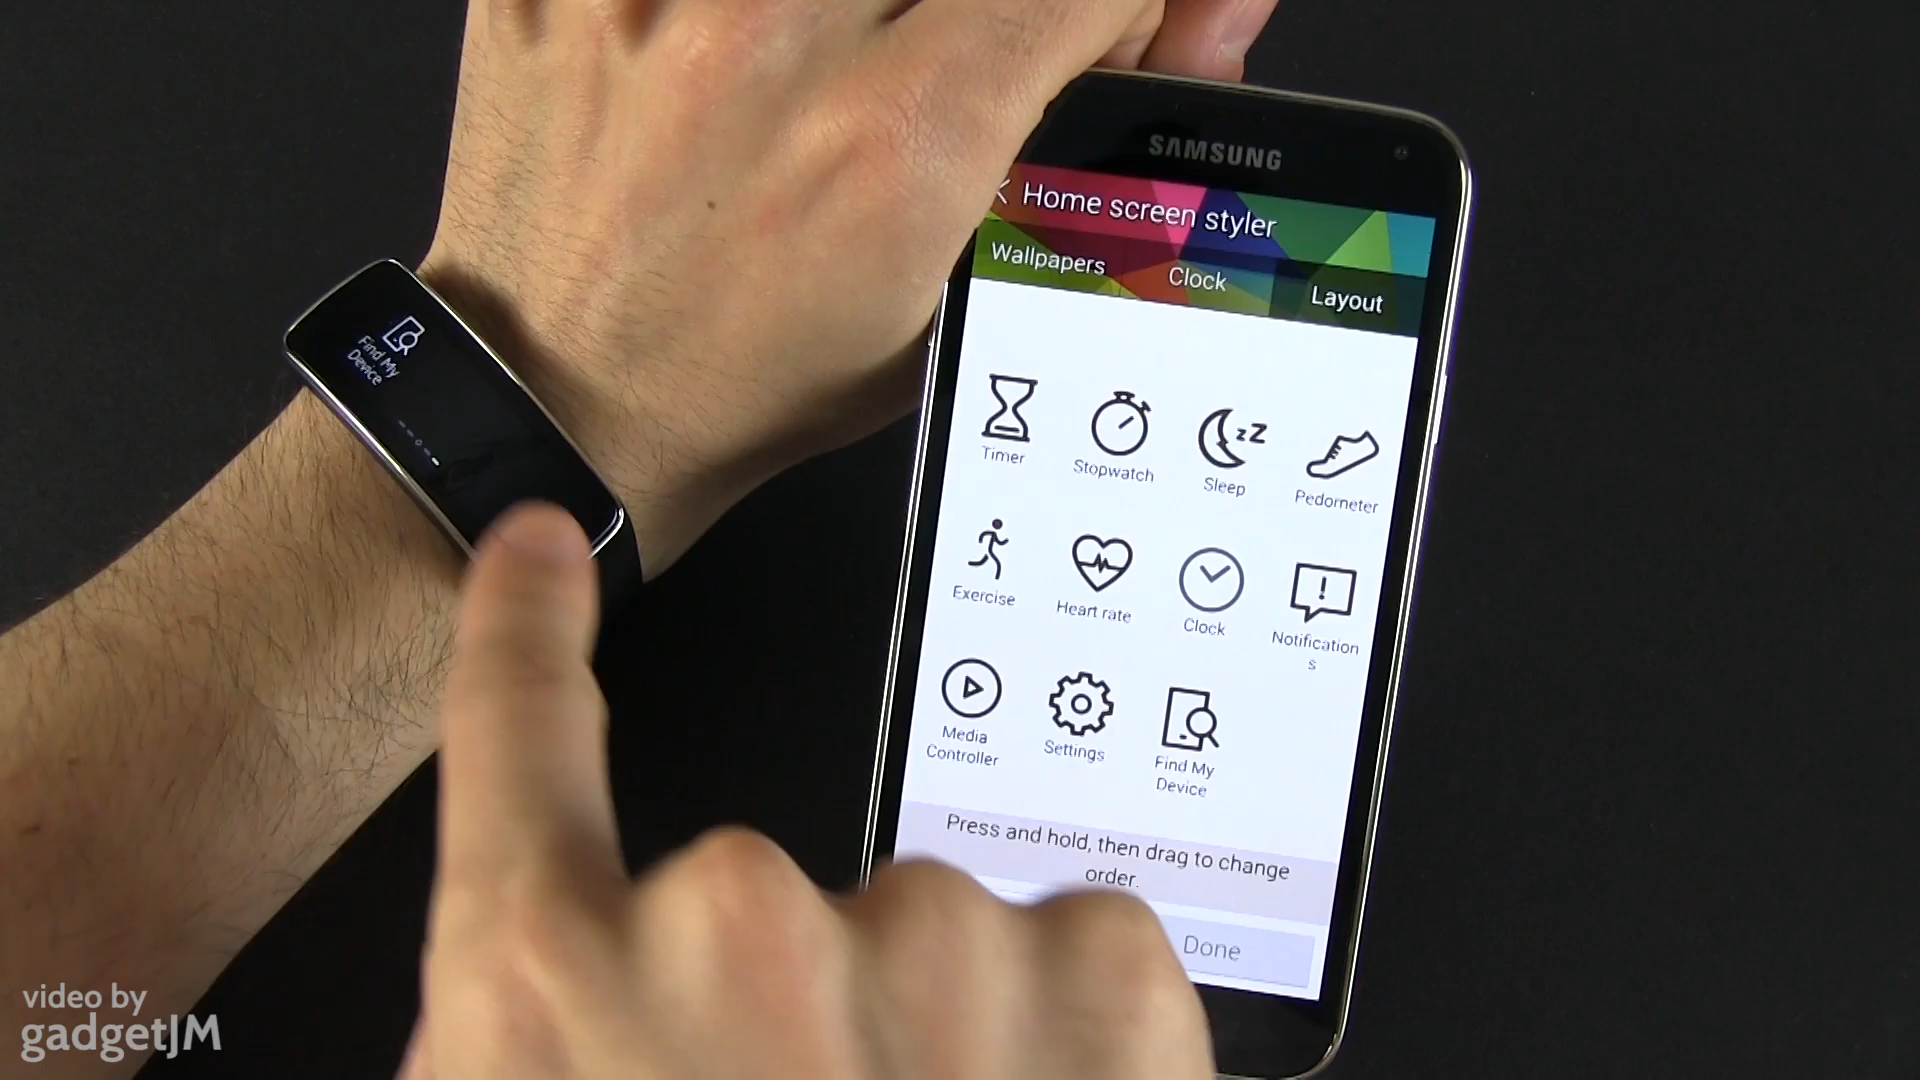 SAMSUNG
Home screen styler
Wallpapers
Clock
Layout
Find My
Device
Timer
Stopwatch
Sleep
Pedometer
Exercise
Heart rate
Clock
Notification
s
Media
Controller
Settings
Find My
Device
Press and hold, then drag to change
order.
Done
video by
gadgetJM